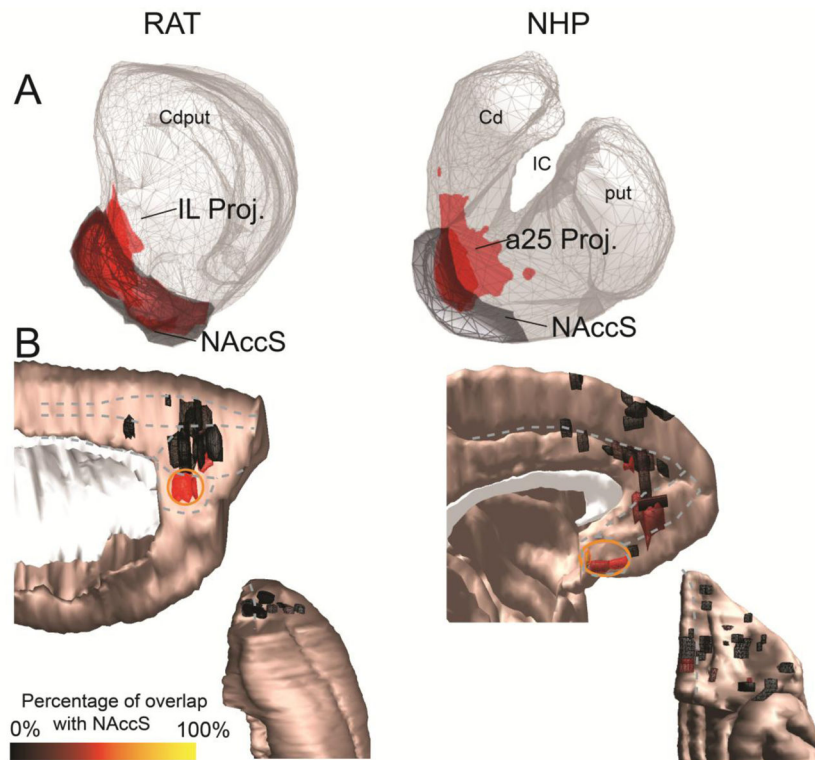 RAT
NHP
A
Cdput
IL Proj.
NAccS
Cd
IC
put
a25 Proj.
NAccS
B
Percentage of overlap
with NAccS
0%
100%